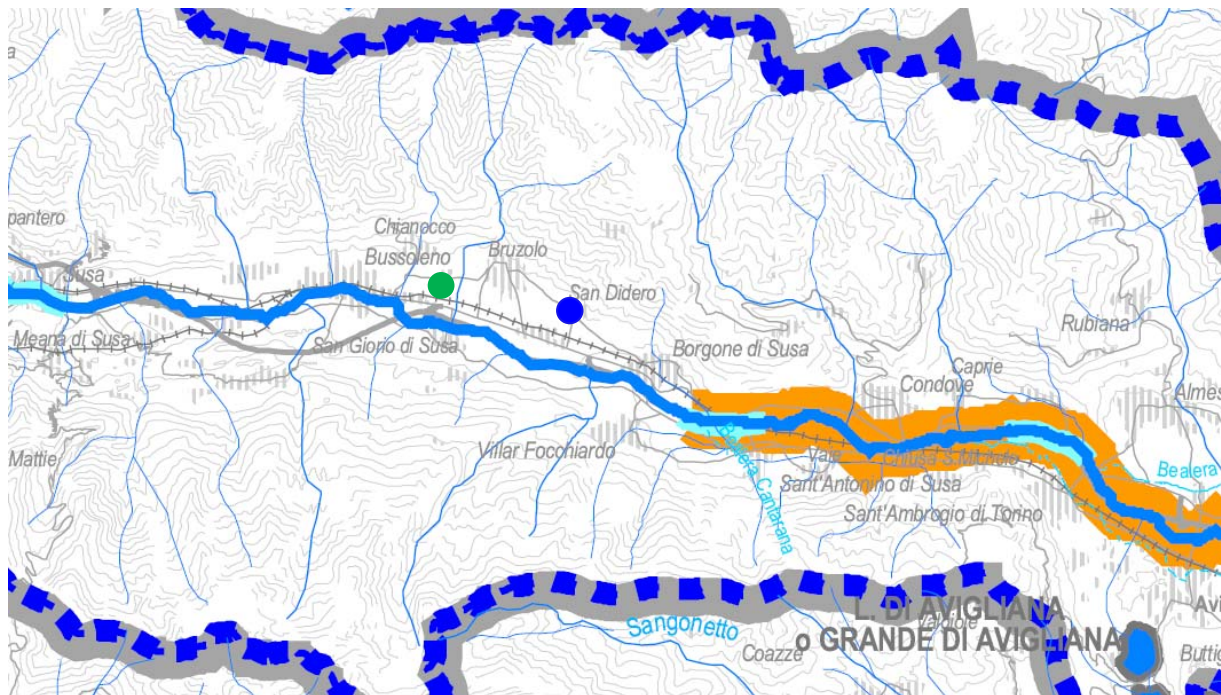 pantero
Chianocco
Bussoleno
Bruzolo
Susa
San Didero
Meana di Susa
San Giorio di Susa
Rubiana
Borgone di Susa
Caprie
Condove
Almes
Mattie
Villar Focchiardo
Bealera Cantarana
Vaie
Chiusa S.Michele
Bealera
Sant'Antonino di Susa
Sant'Ambrogio di Torino
L. DI AVIGLIANA
Avi
Valgioie
Sangonetto
o GRANDE DI AVIGLIANA
Coazze
Buttig